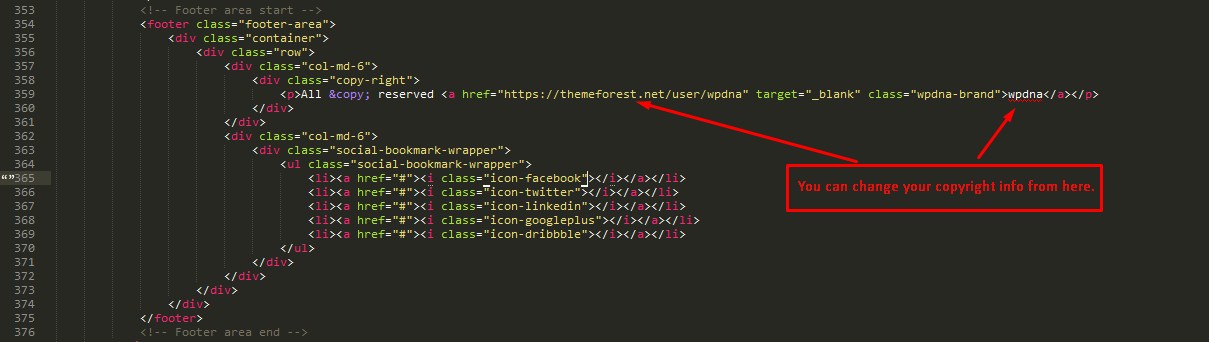 353 <!-- Footer area start -->
354 <footer class="footer-area">
355 <div class="container">
356 <div class="row">
357 <div class="col-md-6">
358 <div class="copy-right">
359 <p>All &copy; reserved <a href="https://themeforest.net/user/wpdna" target="_blank" class="wpdna-brand">wpdna</a></p>
360 </div>
361 </div>
362 <div class="col-md-6">
363 <div class="social-bookmark-wrapper">
364 <ul class="social-bookmark-wrapper">
“”365 <li><a href="#"><i class="icon-facebook"></i></a></li>
366 <li><a href="#"><i class="icon-twitter"></i></a></li>
367 <li><a href="#"><i class="icon-linkedin"></i></a></li>
368 <li><a href="#"><i class="icon-googleplus"></i></a></li>
369 <li><a href="#"><i class="icon-dribbble"></i></a></li>
370 </ul>
371 </div>
372 </div>
373 </div>
374 </div>
375 </footer>
376 <!-- Footer area end -->
You can change your copyright info from here.